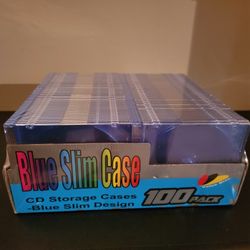 Blue Slim Case
CD Storage Cases
-Blue Slim Design
100 PACK